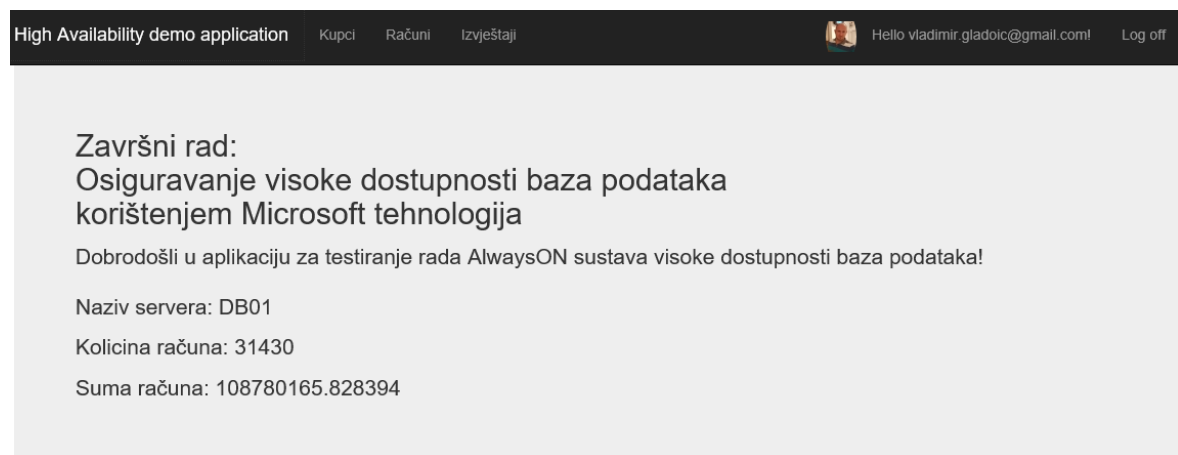 High Availability demo application Kupci Računi Izvještaji Hello vladimir.gladoic@gmail.com! Log off
Završni rad:
Osiguravanje visoke dostupnosti baza podataka
korištenjem Microsoft tehnologija
Dobrodošli u aplikaciju za testiranje rada AlwaysON sustava visoke dostupnosti baza podataka!
Naziv servera: DB01
Kolicina računa: 31430
Suma računa: 108780165.828394